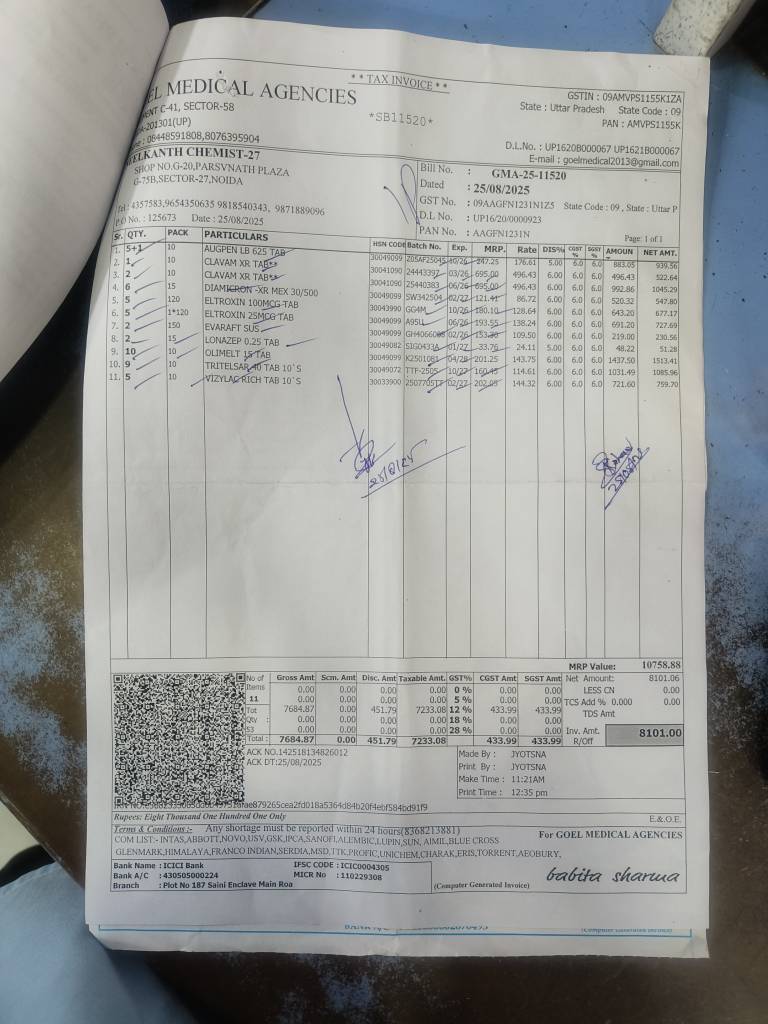 * * TAX INVOICE * *
EL MEDICAL AGENCIES
ENT C-41, SECTOR-58
-201301(UP)
: 08448591808,8076395904
*SB11520*
GSTIN : 09AMVPS1155K1ZA
State : Uttar Pradesh State Code : 09
PAN : AMVPS1155K
D.L.No. : UP1620B000067 UP1621B000067
E-mail : goelmedical2013@gmail.com
ELKANTH CHEMIST-27
SHOP NO.G-20,PARSVNATH PLAZA
G-75B,SECTOR-27,NOIDA
Tel : 4357583,9654350635 9818540343, 9871889096
P.O No. : 125673 Date : 25/08/2025
Bill No. : GMA-25-11520
Dated : 25/08/2025
GST No. : 09AAGFN1231N1Z5 State Code : 09 , State : Uttar P
D.L No. : UP16/20/0000923
PAN No. : AAGFN1231N
Page: 1 of 1
Sr. QTY. PACK PARTICULARS HSN CODE Batch No. Exp. MRP. Rate DIS% CGST % SGST % AMOUN NET AMT.
1. 5+1 10 AUGPEN LB 625 TAB 30049099 Z05AF25045 10/26 247.25 176.61 5.00 6.0 6.0 883.05 939.56
2. 1 10 CLAVAM XR TAB** 30041090 24443397 03/26 695.00 496.43 6.00 6.0 6.0 496.43 522.64
3. 2 10 CLAVAM XR TAB** 30041090 25440383 06/26 695.00 496.43 6.00 6.0 6.0 992.86 1045.29
4. 6 15 DIAMICRON -XR MEX 30/500 30049099 SW342504 02/27 121.41 86.72 6.00 6.0 6.0 520.32 547.80
5. 5 120 ELTROXIN 100MCG TAB 30043990 GG4M 10/26 180.10 128.64 6.00 6.0 6.0 643.20 677.17
6. 5 1*120 ELTROXIN 25MCG TAB 30049099 06/26 193.55 138.24 6.00 6.0 6.0 691.20 727.69
7. 2 150 EVARAFT SUS 30049099 02/26 153.30 109.50 6.00 6.0 6.0 219.00 230.56
8. 2 15 LONAZEP 0.25 TAB 30049082 SIG0433A 01/27 33.76 24.11 5.00 6.0 6.0 48.22 51.28
9. 10 10 OLIMELT 15 TAB 30049099 K2501081 04/28 201.25 143.75 6.00 6.0 6.0 1437.50 1513.41
10. 9 10 TRITELSAR 40 TAB 10`S 30049072 TTF-2505 10/27 160.45 114.61 6.00 6.0 6.0 1031.49 1085.96
11. 5 10 VIZYLAC RICH TAB 10`S 30033900 2507705TT 02/27 202.05 144.32 6.00 6.0 6.0 721.60 759.70
25/8/25
MRP Value: 10758.88
No of Items 11 Tot Qty : 53
Gross Amt Scm. Amt Disc. Amt Taxable Amt. GST% CGST Amt SGST Amt
0.00 0.00 0.00 0.00 0 % 0.00 0.00
0.00 0.00 0.00 0.00 5 % 0.00 0.00
7684.87 0.00 451.79 7233.08 12 % 433.99 433.99
0.00 0.00 0.00 0.00 18 % 0.00 0.00
0.00 0.00 0.00 0.00 28 % 0.00 0.00
Total : 7684.87 0.00 451.79 7233.08 433.99 433.99
Net Amount: 8101.00
LESS CN 0.00
TCS Add % 0.000 0.00
TDS Amt
Inv. Amt. 8101.00
R/Off
ACK NO.142518134826012
ACK DT:25/08/2025
Made By : JYOTSNA
Print By : JYOTSNA
Make Time : 11:21AM
Print Time : 12:35 pm
Rupees: Eight Thousand One Hundred One Only
E.& O.E.
Terms & Conditions :- Any shortage must be reported within 24 hours(8368213881)
COM LIST:- INTAS,ABBOTT,NOVO,USV,GSK,IPCA,SANOFI,ALEMBIC,LUPIN,SUN, AIMIL,BLUE CROSS
GLENMARK,HIMALAYA,FRANCO INDIAN,SERDIA,MSD,TTK,PROFIC,UNICHEM,CHARAK,ERIS,TORRENT,AEOBURY,
For GOEL MEDICAL AGENCIES
Bank Name : ICICI Bank IFSC CODE : ICIC0004305
Bank A/C : 430505000224 MICR No : 110229308
Branch : Plot No 187 Saini Enclave Main Roa
(Computer Generated Invoice)
babita sharma